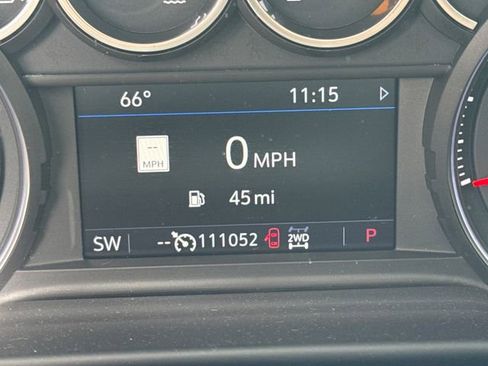 66° 11:15
-- MPH
0 MPH
45 mi
SW -- 111052 2WD P